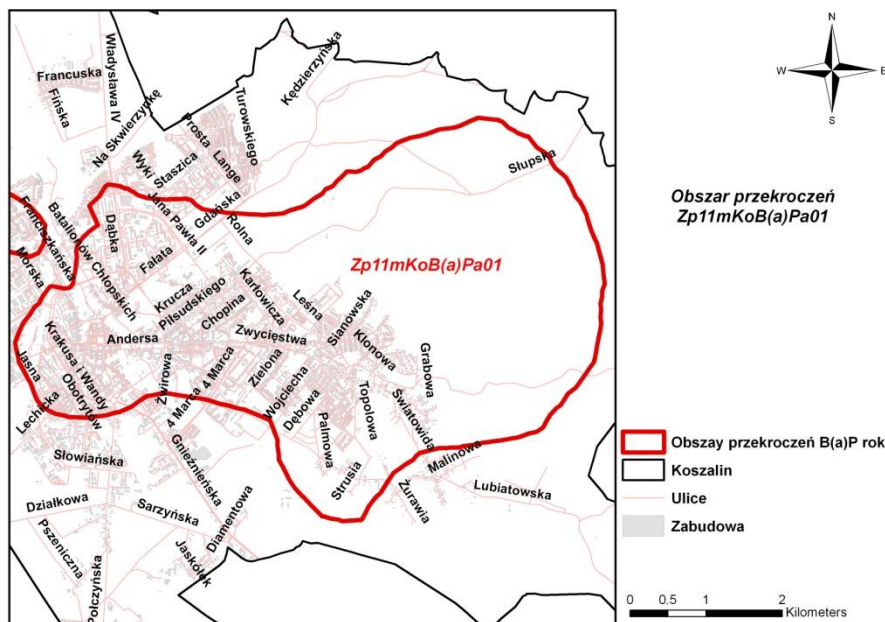 Francuska
Fińska
Władysława IV
Na Skwierzynkę
Kędzierzyńska
Turowskiego
Prosta
Lange
Wyki
Staszica
Słupska
Gdańska
Rolna
Jana Pawła II
Dąbka
Fałata
Batalionów Chłopskich
Franciszkańska
Morska
Zp11mKoB(a)Pa01
Krucza
Piłsudskiego
Chopina
Karłowicza
Leśna
Sianowska
Klonowa
Zwycięstwa
Andersa
Grabowa
Krakusa i Wandy
Jasna
Obotrytów
Lechicka
Żwirowa
4 Marca
4 Marca
Zielona
Wojciecha
Dębowa
Palmowa
Topolowa
Światowida
Malinowa
Strusia
Żurawia
Lubiatowska
Słowiańska
Gnieźnieńska
Działkowa
Sarzyńska
Diamentowa
Jaskółek
Pszeniczna
Połczyńska
N
W
E
S
Obszar przekroczeń
Zp11mKoB(a)Pa01
Obszay przekroczeń B(a)P rok
Koszalin
Ulice
Zabudowa
0 0.5 1 2
Kilometers